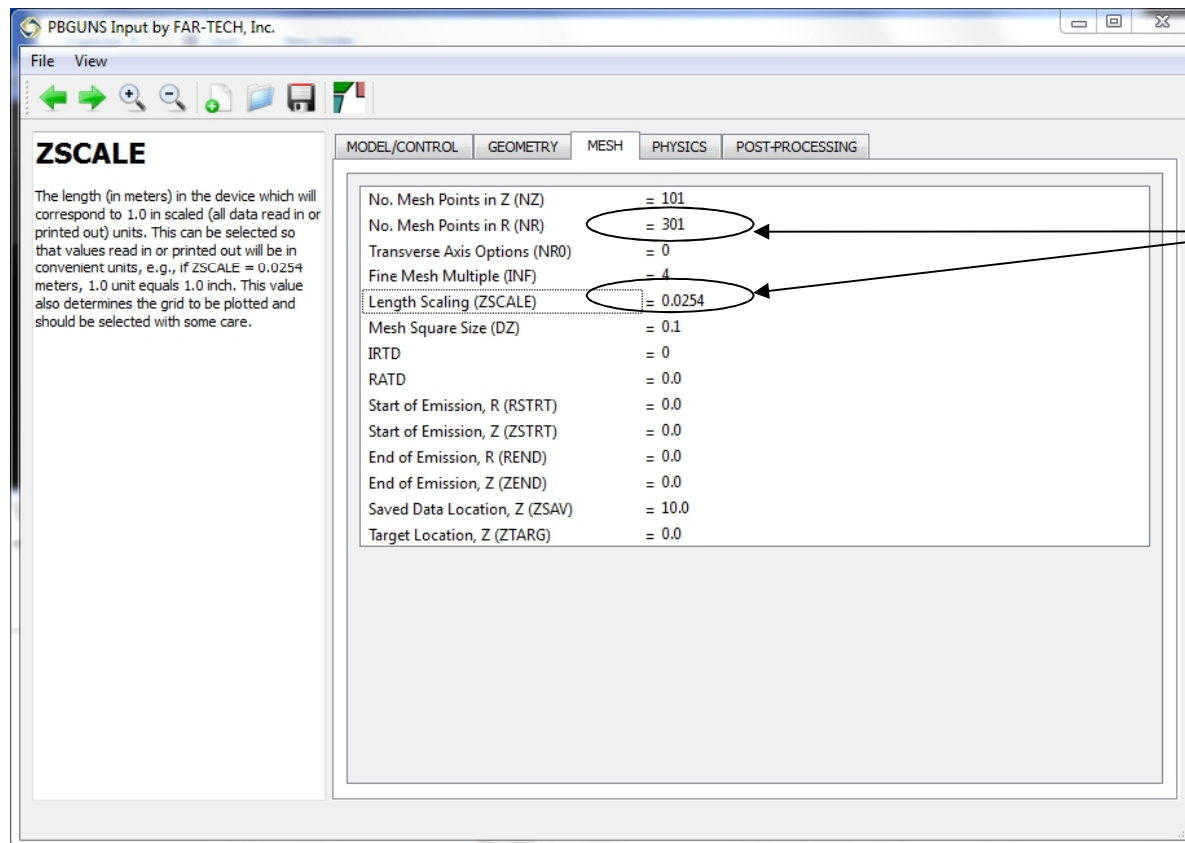 PBGUNS Input by FAR-TECH, Inc.
File View
ZSCALE
The length (in meters) in the device which will
correspond to 1.0 in scaled (all data read in or
printed out) units. This can be selected so
that values read in or printed out will be in
convenient units, e.g., if ZSCALE = 0.0254
meters, 1.0 unit equals 1.0 inch. This value
also determines the grid to be plotted and
should be selected with some care.
MODEL/CONTROL GEOMETRY MESH PHYSICS POST-PROCESSING
No. Mesh Points in Z (NZ) = 101
No. Mesh Points in R (NR) = 301
Transverse Axis Options (NR0) = 0
Fine Mesh Multiple (INF) = 4
Length Scaling (ZSCALE) = 0.0254
Mesh Square Size (DZ) = 0.1
IRTD = 0
RATD = 0.0
Start of Emission, R (RSTRT) = 0.0
Start of Emission, Z (ZSTRT) = 0.0
End of Emission, R (REND) = 0.0
End of Emission, Z (ZEND) = 0.0
Saved Data Location, Z (ZSAV) = 10.0
Target Location, Z (ZTARG) = 0.0